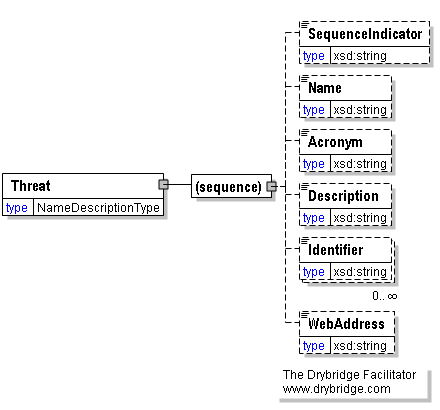 SequenceIndicator
type xsd:string
Name
type xsd:string
Acronym
type xsd:string
Threat
type NameDescriptionType
(sequence)
Description
type xsd:string
Identifier
type xsd:string
0..∞
WebAddress
type xsd:string
The Drybridge Facilitator
www.drybridge.com